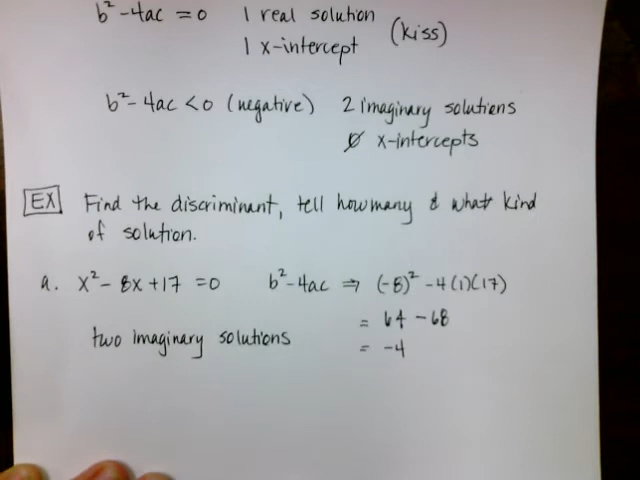 b²-4ac = 0 1 real solution
1 x-intercept (kiss)
b²-4ac < 0 (negative) 2 imaginary solutions
0 x-intercepts
EX Find the discriminant, tell how many & what kind
of solution.
a. x² - 8x + 17 = 0 b²-4ac ⇒ (-8)² - 4(1)(17)
= 64 - 68
two imaginary solutions = -4